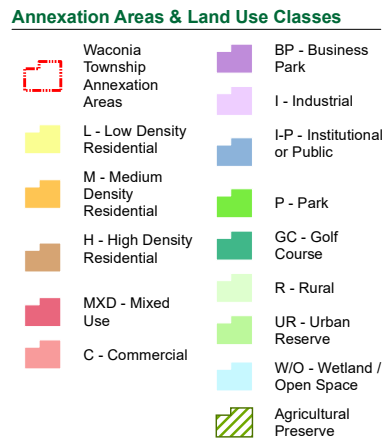 Annexation Areas & Land Use Classes
Waconia
Township
Annexation
Areas
L - Low Density
Residential
M - Medium
Density
Residential
H - High Density
Residential
MXD - Mixed
Use
C - Commercial
BP - Business
Park
I - Industrial
I-P - Institutional
or Public
P - Park
GC - Golf
Course
R - Rural
UR - Urban
Reserve
W/O - Wetland /
Open Space
Agricultural
Preserve